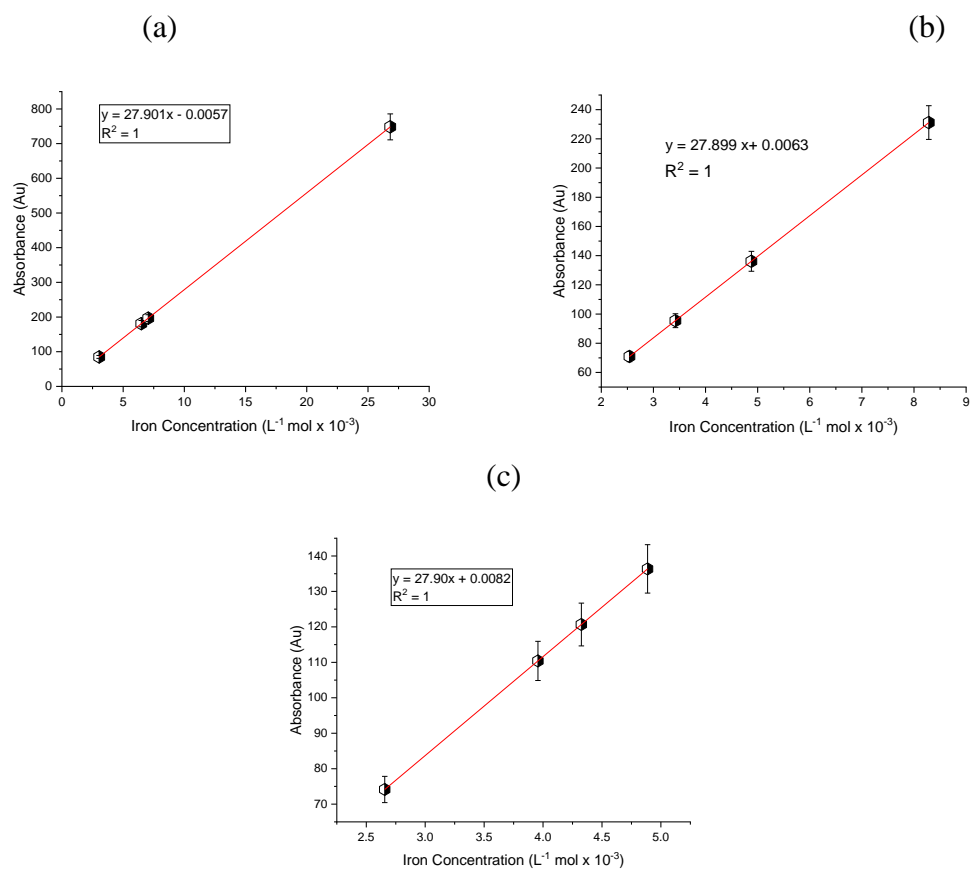 (a)
(b)
y = 27.901x - 0.0057
R² = 1
800
700
600
500
400
300
200
100
0
Absorbance (Au)
0 5 10 15 20 25 30
Iron Concentration (L⁻¹ mol x 10⁻³)
y = 27.899 x+ 0.0063
R² = 1
240
220
200
180
160
140
120
100
80
60
Absorbance (Au)
2 3 4 5 6 7 8 9
Iron Concentration (L⁻¹ mol x 10⁻³)
(c)
y = 27.90x + 0.0082
R² = 1
140
130
120
110
100
90
80
70
Absorbance (Au)
2.5 3.0 3.5 4.0 4.5 5.0
Iron Concentration (L⁻¹ mol x 10⁻³)